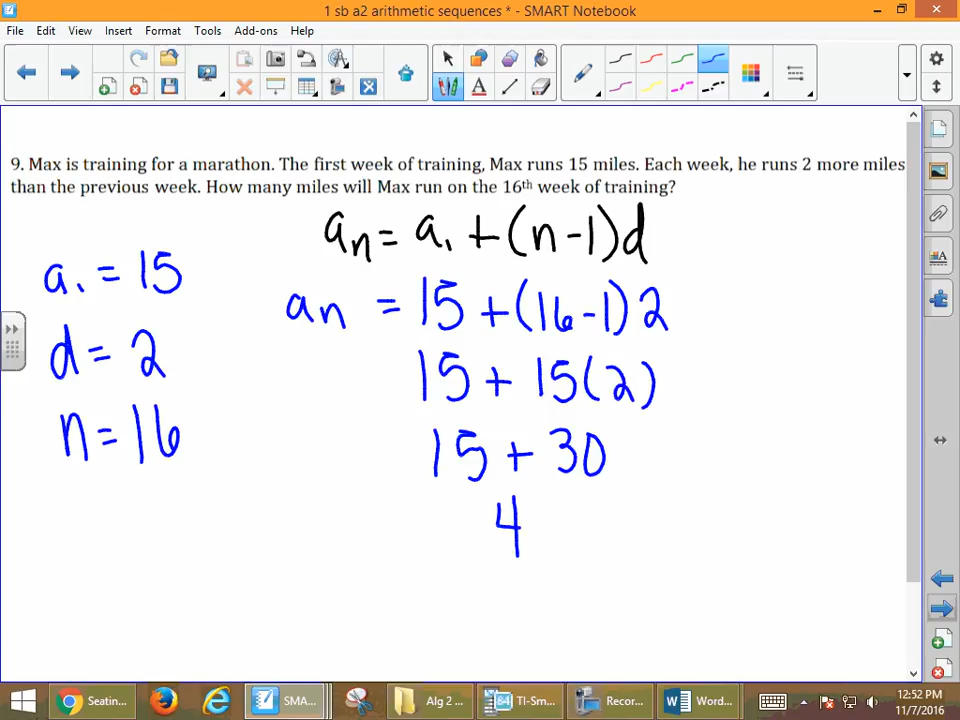 1 sb a2 arithmetic sequences * - SMART Notebook
File Edit View Insert Format Tools Add-ons Help
9. Max is training for a marathon. The first week of training, Max runs 15 miles. Each week, he runs 2 more miles
than the previous week. How many miles will Max run on the 16th week of training?
an = a1 + (n-1)d
a1 = 15
an = 15 + (16-1)2
d = 2
15 + 15(2)
n = 16
15 + 30
4
Seatin... SMA... Alg 2 ... TI-Sm... Recor... Word...
12:52 PM
11/7/2016